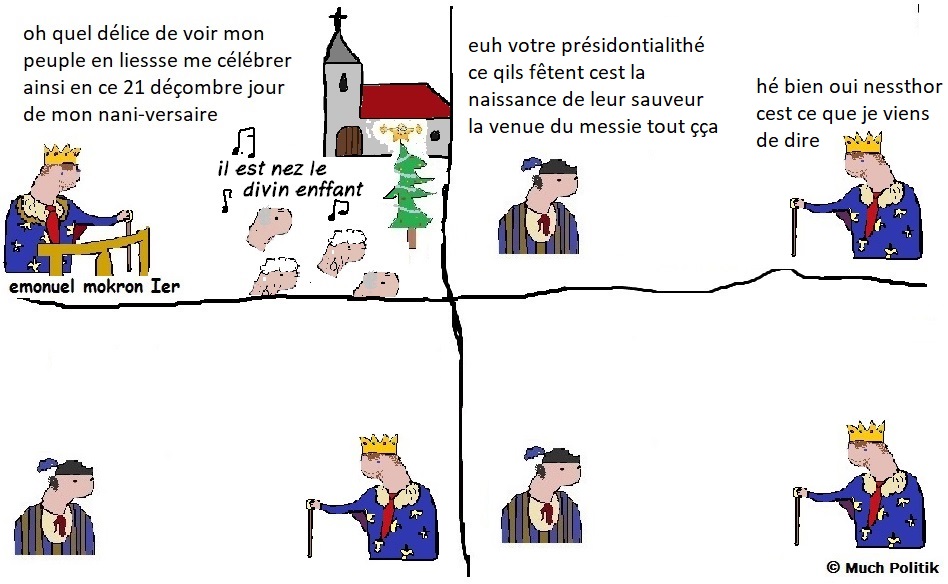 oh quel délice de voir mon
peuple en liessse me célébrer
ainsi en ce 21 déçombre jour
de mon nani-versaire
il est nez le
divin enffant
emonuel mokron Ier
euh votre présidontialithé
ce qils fêtent cest la
naissance de leur sauveur
la venue du messie tout çça
hé bien oui nessthor
cest ce que je viens
de dire
© Much Politik